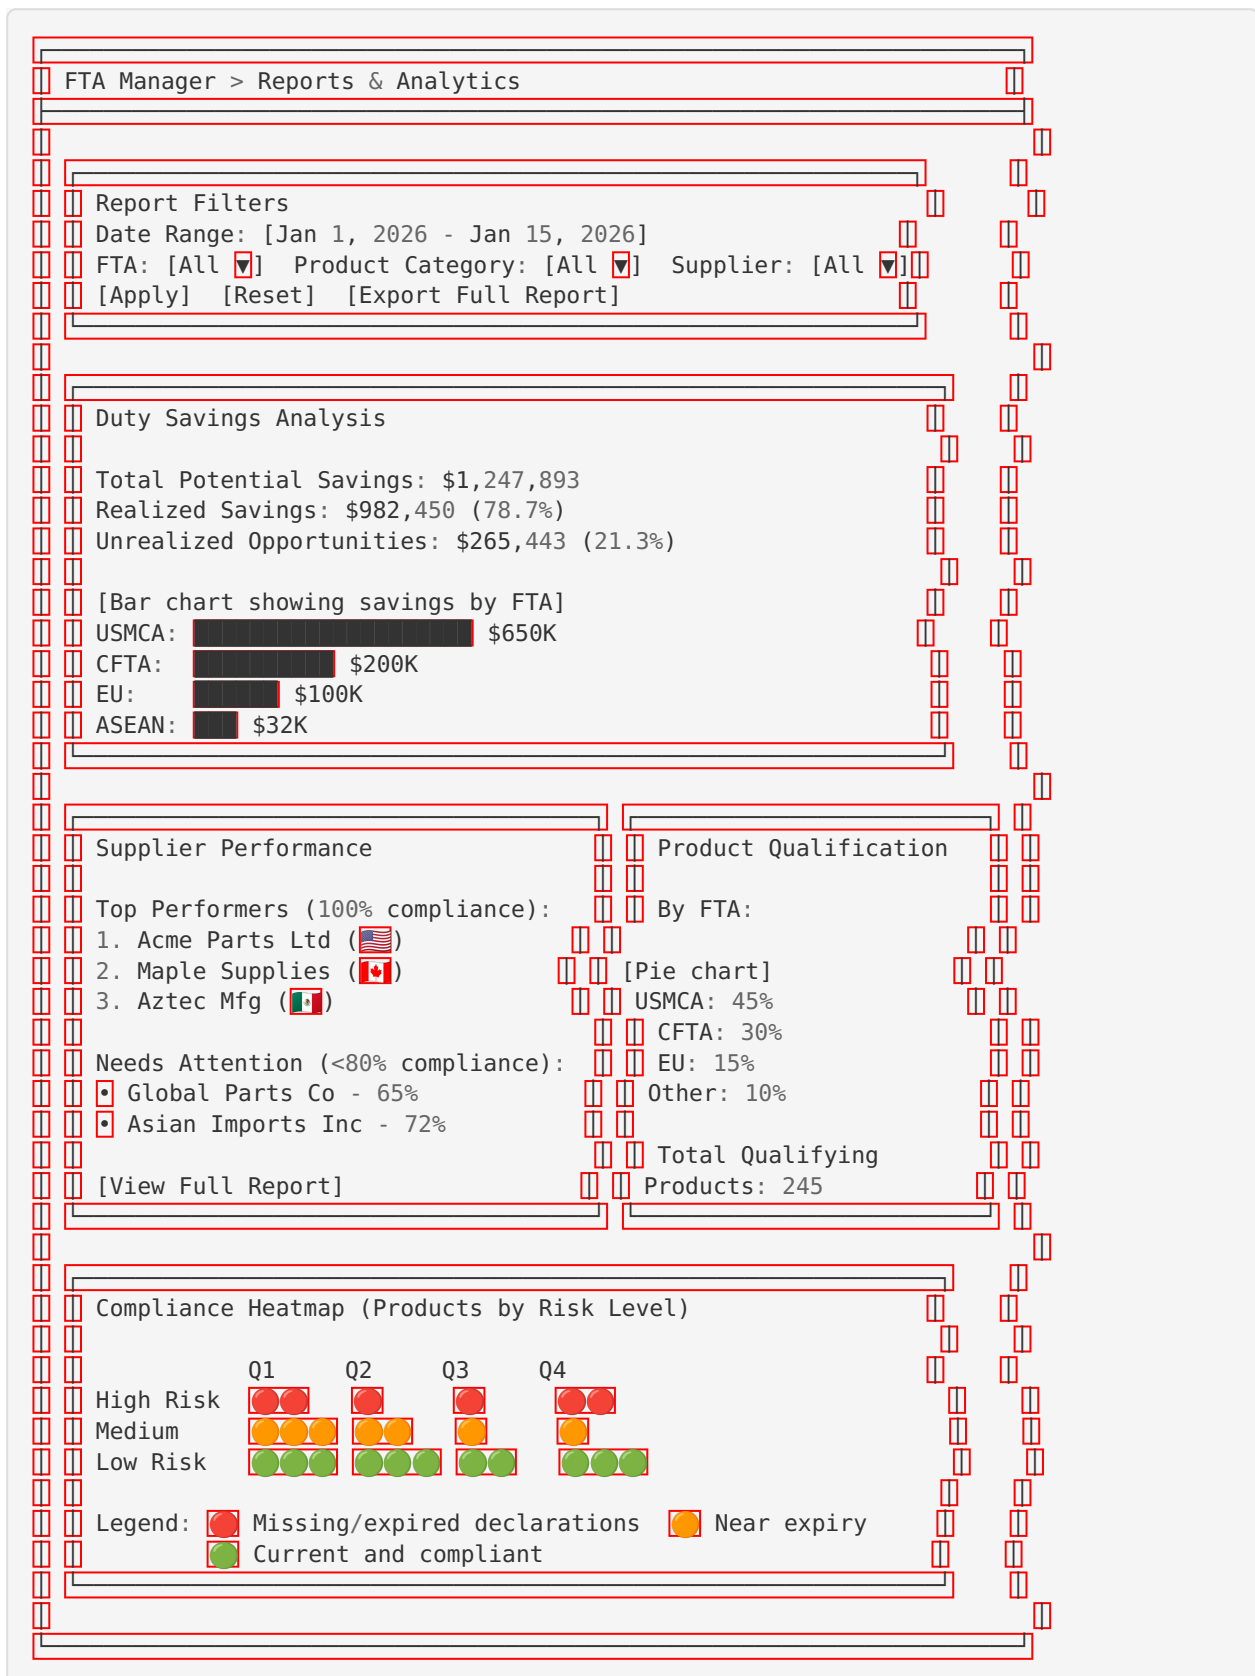 FTA Manager > Reports & Analytics
Report Filters
Date Range: [Jan 1, 2026 - Jan 15, 2026]
FTA: [All ▼]  Product Category: [All ▼]  Supplier: [All ▼]
[Apply]  [Reset]  [Export Full Report]
Duty Savings Analysis
Total Potential Savings: $1,247,893
Realized Savings: $982,450 (78.7%)
Unrealized Opportunities: $265,443 (21.3%)
[Bar chart showing savings by FTA]
USMCA: ████████████████████ $650K
CFTA:  ██████████ $200K
EU:    ██████ $100K
ASEAN: ███ $32K
Supplier Performance
Top Performers (100% compliance):
1. Acme Parts Ltd (🇺🇸)
2. Maple Supplies (🇨🇦)
3. Aztec Mfg (🇲🇽)
Needs Attention (<80% compliance):
• Global Parts Co - 65%
• Asian Imports Inc - 72%
[View Full Report]
Product Qualification
By FTA:
[Pie chart]
USMCA: 45%
CFTA: 30%
EU: 15%
Other: 10%
Total Qualifying
Products: 245
Compliance Heatmap (Products by Risk Level)
Q1     Q2     Q3     Q4
High Risk  🔴🔴   🔴     🔴     🔴🔴
Medium     🟠🟠🟠 🟠🟠   🟠     🟠
Low Risk   🟢🟢🟢 🟢🟢🟢 🟢🟢   🟢🟢🟢
Legend: 🔴 Missing/expired declarations  🟠 Near expiry
🟢 Current and compliant